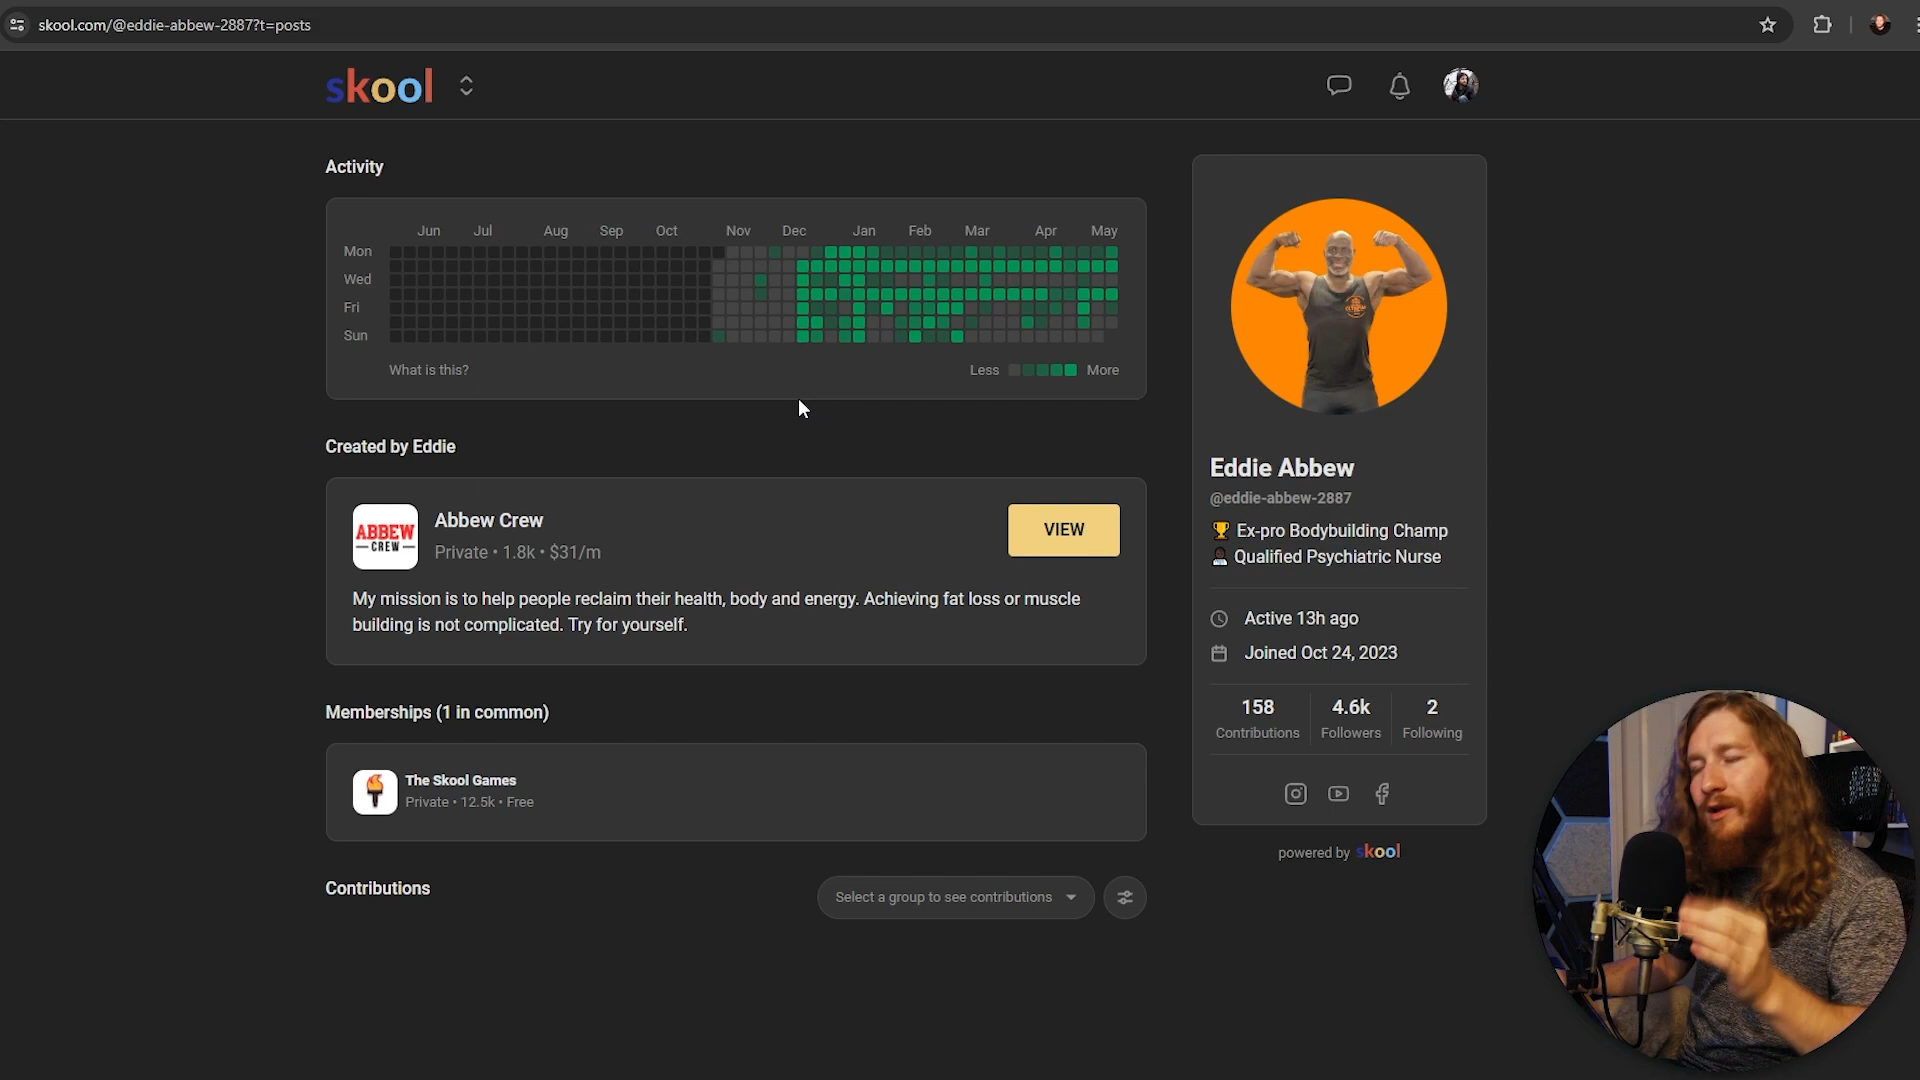 skool.com/@eddie-abbew-2887?t=posts
skool
Activity
Jun Jul Aug Sep Oct Nov Dec Jan Feb Mar Apr May
Mon
Wed
Fri
Sun
What is this?
Less More
Created by Eddie
ABBEW
CREW
Abbew Crew
Private • 1.8k • $31/m
VIEW
My mission is to help people reclaim their health, body and energy. Achieving fat loss or muscle
building is not complicated. Try for yourself.
Memberships (1 in common)
The Skool Games
Private • 12.5k • Free
Contributions
Select a group to see contributions
Eddie Abbew
@eddie-abbew-2887
🏆 Ex-pro Bodybuilding Champ
👨🏿‍⚕️ Qualified Psychiatric Nurse
Active 13h ago
Joined Oct 24, 2023
158 4.6k 2
Contributions Followers Following
powered by skool